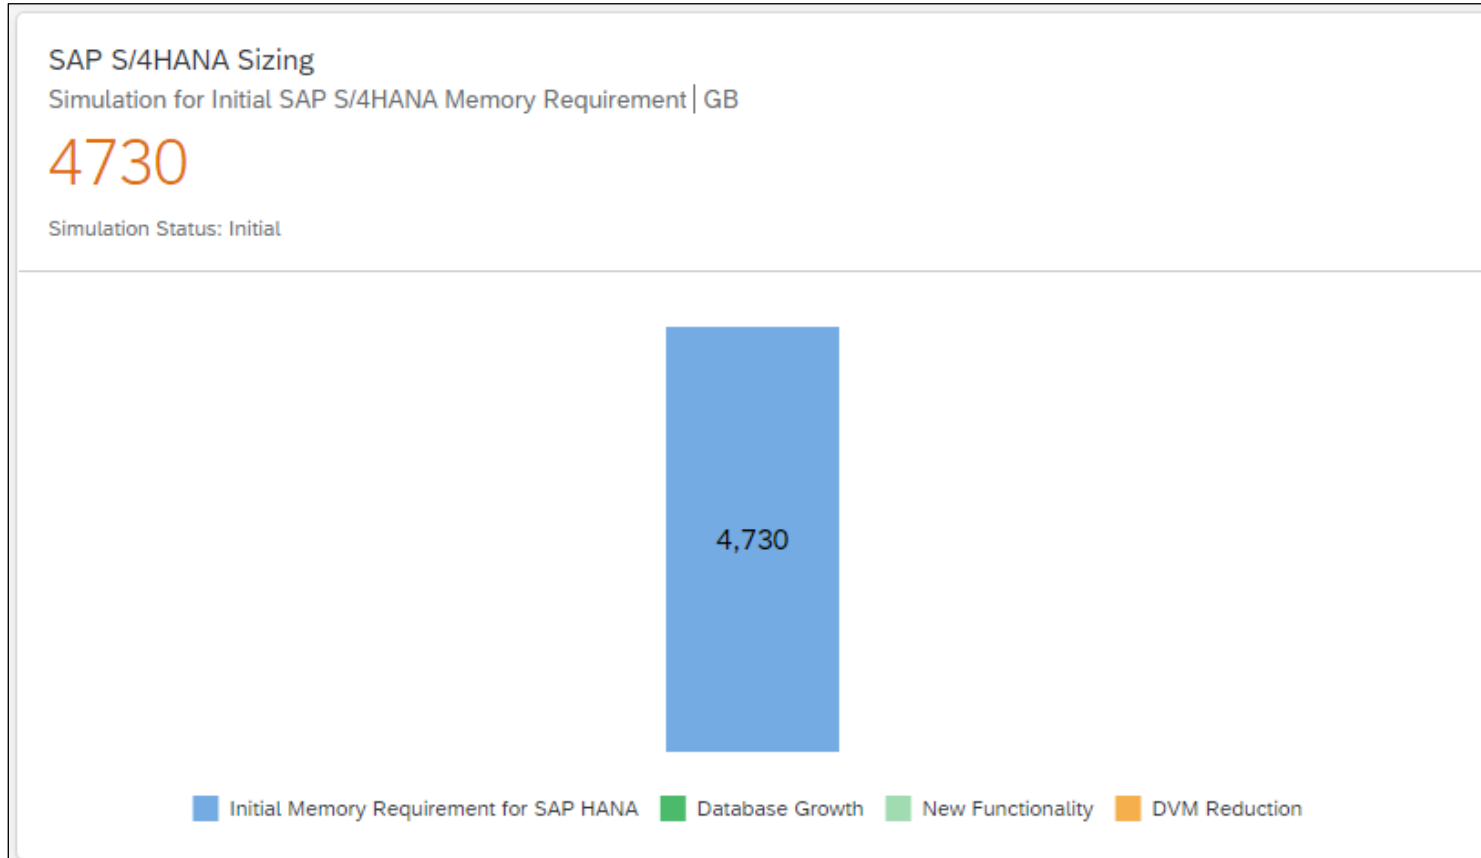 SAP S/4HANA Sizing
Simulation for Initial SAP S/4HANA Memory Requirement | GB
4730
Simulation Status: Initial
4,730
Initial Memory Requirement for SAP HANA Database Growth New Functionality DVM Reduction